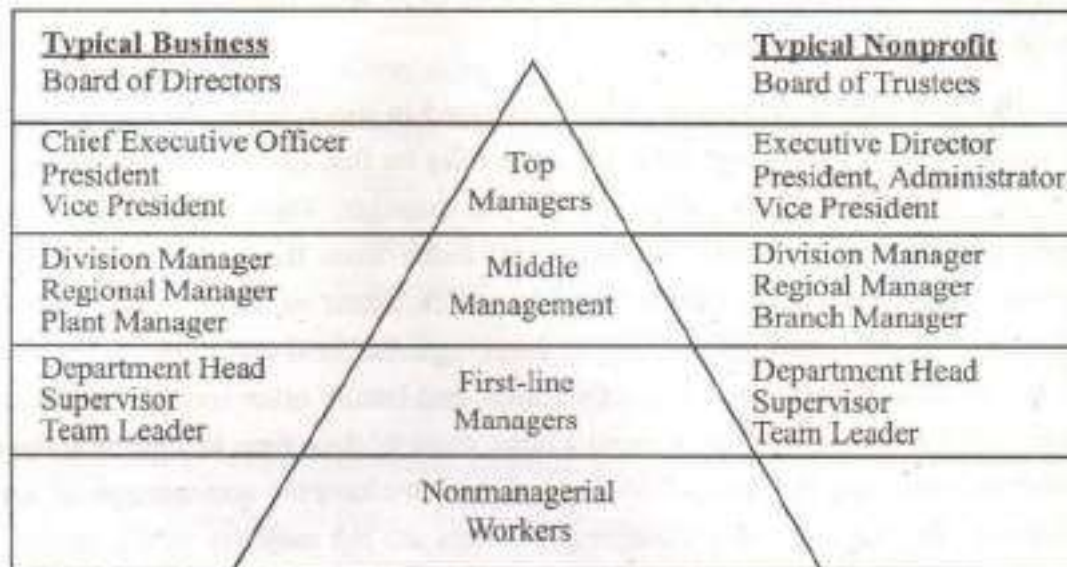 Typical Business
Board of Directors
Typical Nonprofit
Board of Trustees
Chief Executive Officer
President
Vice President
Top
Managers
Executive Director
President, Administrator
Vice President
Division Manager
Regional Manager
Plant Manager
Middle
Management
Division Manager
Regioal Manager
Branch Manager
Department Head
Supervisor
Team Leader
First-line
Managers
Department Head
Supervisor
Team Leader
Nonmanagerial
Workers